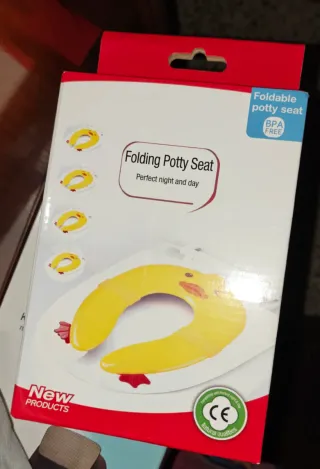 Foldable
potty seat
BPA
FREE
Folding Potty Seat
Perfect night and day
New
PRODUCTS
CE